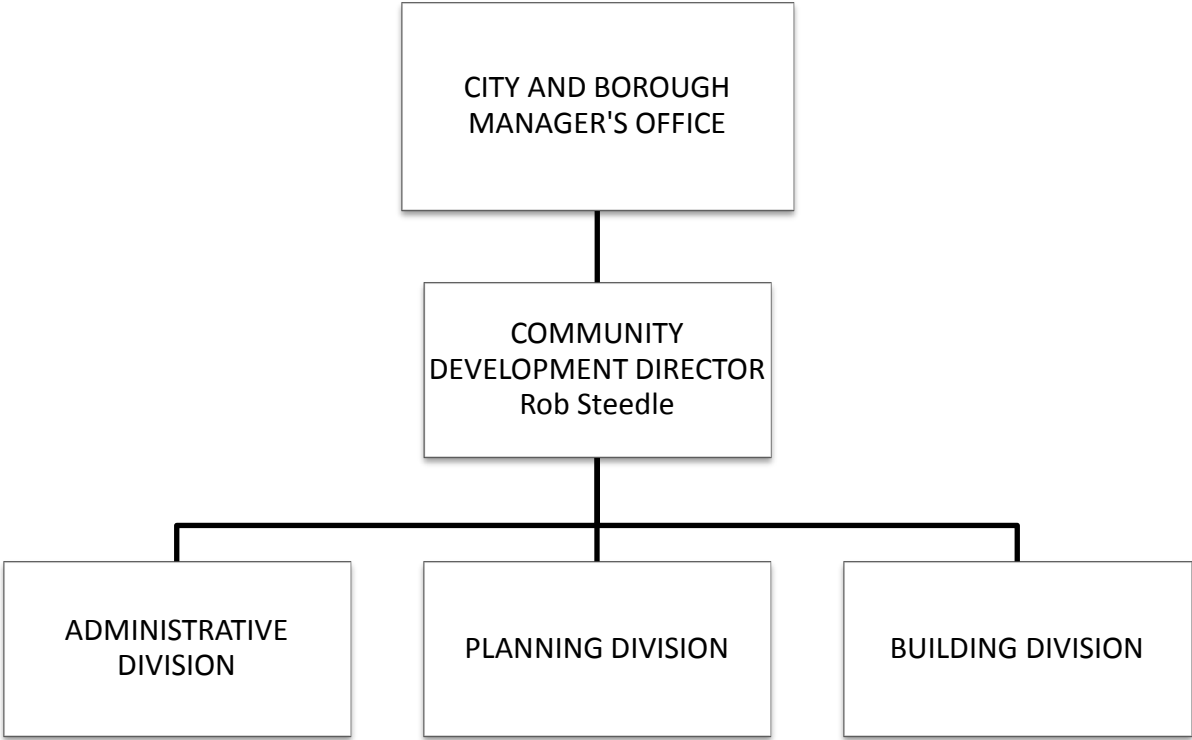 CITY AND BOROUGH
MANAGER'S OFFICE
COMMUNITY
DEVELOPMENT DIRECTOR
Rob Steedle
ADMINISTRATIVE
DIVISION
PLANNING DIVISION
BUILDING DIVISION